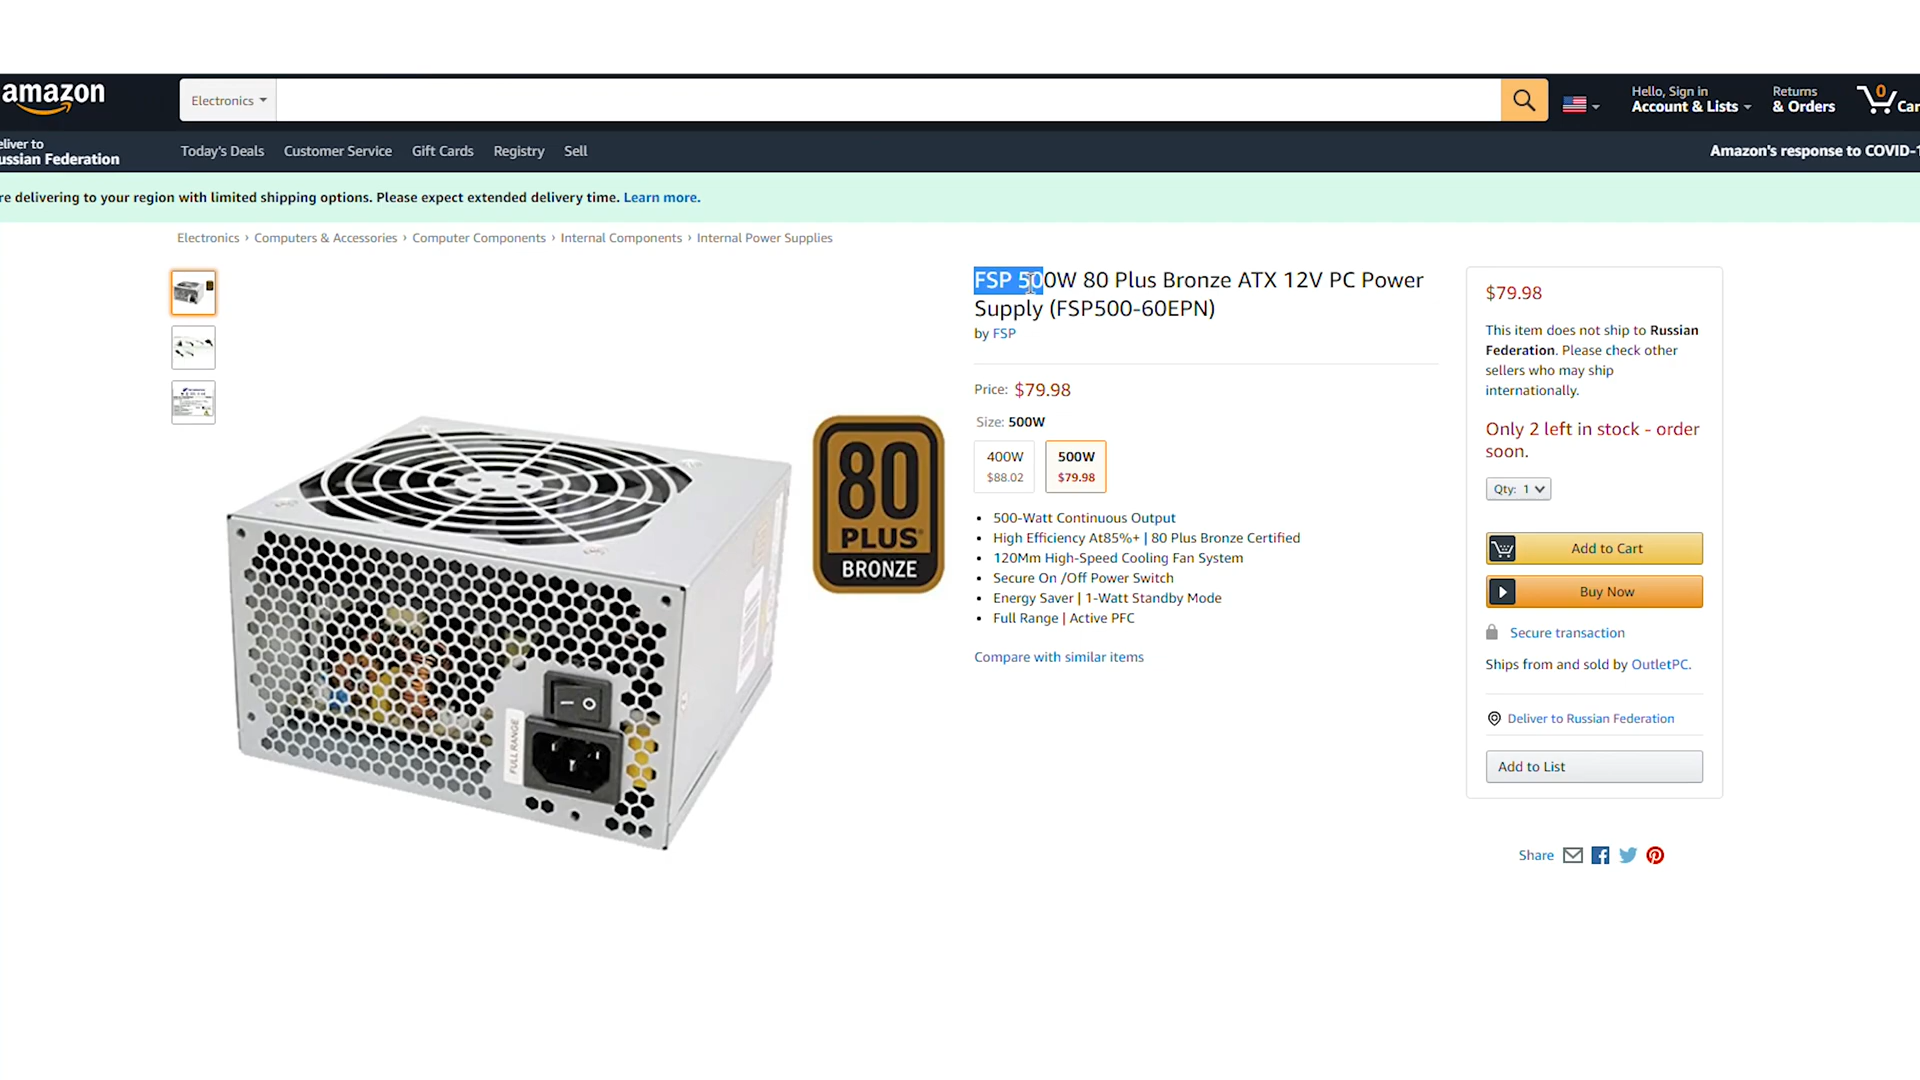 amazon
Electronics
Hello, Sign in
Account & Lists
Returns
& Orders
0
Car
eliver to
ussian Federation
Today's Deals
Customer Service
Gift Cards
Registry
Sell
Amazon's response to COVID-1
re delivering to your region with limited shipping options. Please expect extended delivery time. Learn more.
Electronics › Computers & Accessories › Computer Components › Internal Components › Internal Power Supplies
FSP 500W 80 Plus Bronze ATX 12V PC Power
Supply (FSP500-60EPN)
by FSP
Price: $79.98
Size: 500W
400W
$88.02
500W
$79.98
• 500-Watt Continuous Output
• High Efficiency At85%+ | 80 Plus Bronze Certified
• 120Mm High-Speed Cooling Fan System
• Secure On /Off Power Switch
• Energy Saver | 1-Watt Standby Mode
• Full Range | Active PFC
Compare with similar items
80
PLUS
BRONZE
FULL RANGE
$79.98
This item does not ship to Russian
Federation. Please check other
sellers who may ship
internationally.
Only 2 left in stock - order
soon.
Qty: 1
Add to Cart
Buy Now
Secure transaction
Ships from and sold by OutletPC.
Deliver to Russian Federation
Add to List
Share